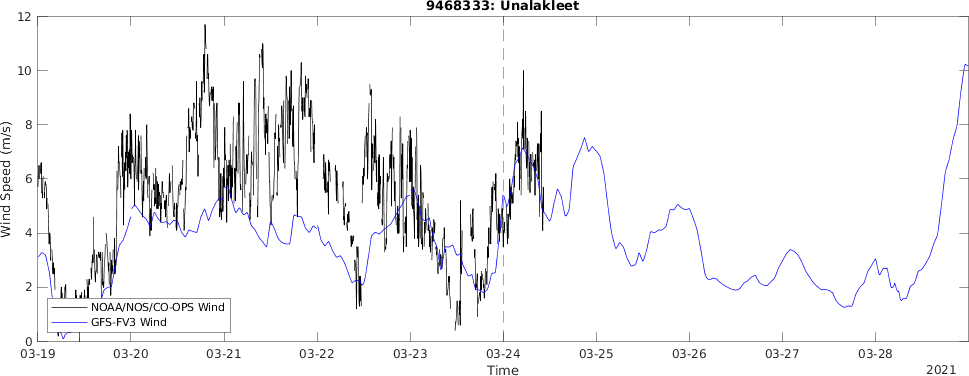 9468333: Unalakleet
Wind Speed (m/s)
12
10
8
6
4
2
0
NOAA/NOS/CO-OPS Wind
GFS-FV3 Wind
03-19 03-20 03-21 03-22 03-23 03-24 03-25 03-26 03-27 03-28
Time
2021